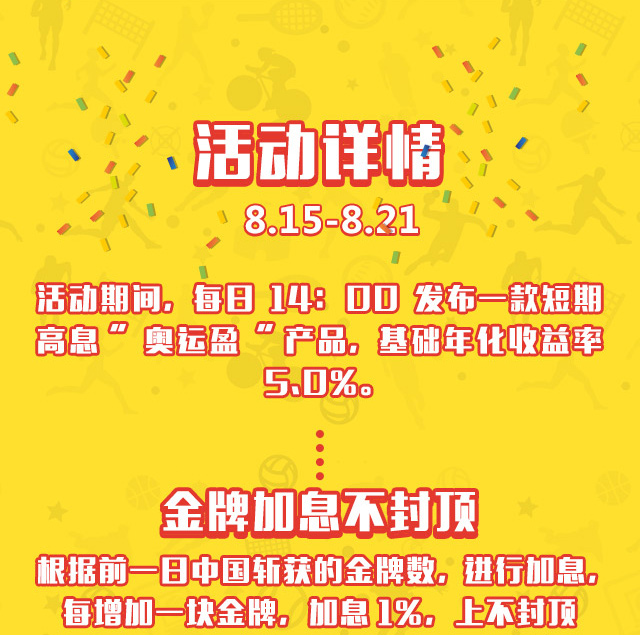 活动详情
8.15-8.21
活动期间，每日 14：00 发布一款短期
高息 ” 奥运盈 “ 产品，基础年化收益率
5.0%。
金牌加息不封顶
根据前一日中国斩获的金牌数，进行加息，
每增加一块金牌，加息 1%，上不封顶